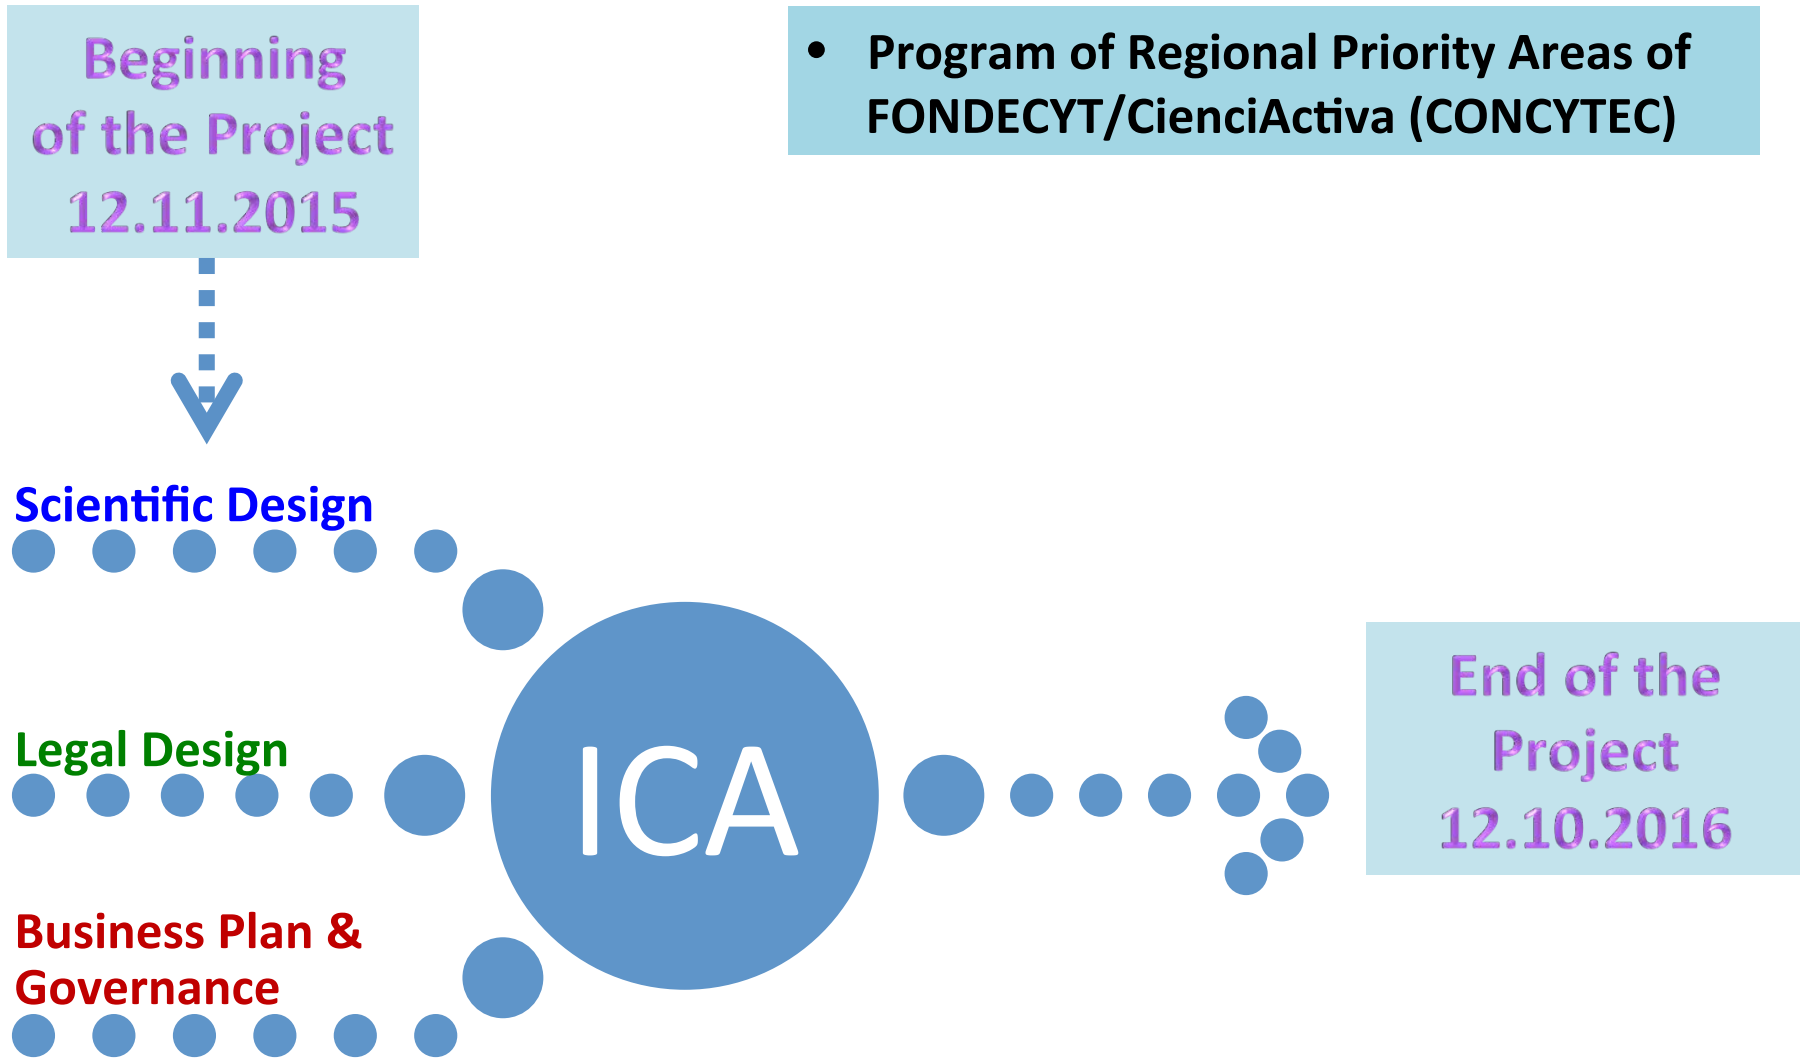 Beginning
of the Project
12.11.2015
• Program of Regional Priority Areas of
FONDECYT/CienciActiva (CONCYTEC)
Scientific Design
Legal Design
Business Plan &
Governance
ICA
End of the
Project
12.10.2016